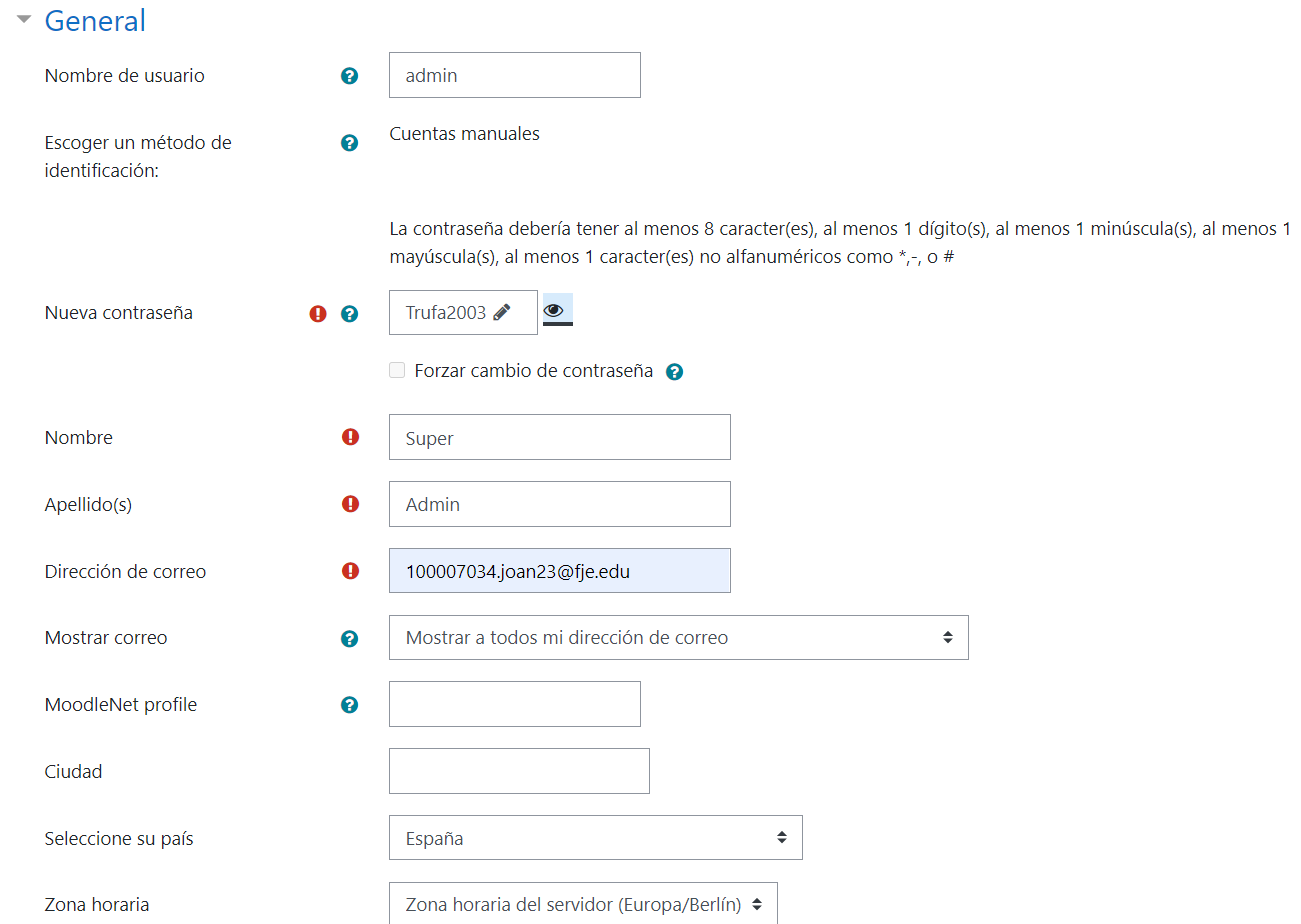 General
Nombre de usuario
admin
Escoger un método de
identificación:
Cuentas manuales
La contraseña debería tener al menos 8 caracter(es), al menos 1 dígito(s), al menos 1 minúscula(s), al menos 1
mayúscula(s), al menos 1 caracter(es) no alfanuméricos como *,-, o #
Nueva contraseña
Trufa2003
Forzar cambio de contraseña
Nombre
Super
Apellido(s)
Admin
Dirección de correo
100007034.joan23@fje.edu
Mostrar correo
Mostrar a todos mi dirección de correo
MoodleNet profile
Ciudad
Seleccione su país
España
Zona horaria
Zona horaria del servidor (Europa/Berlín)